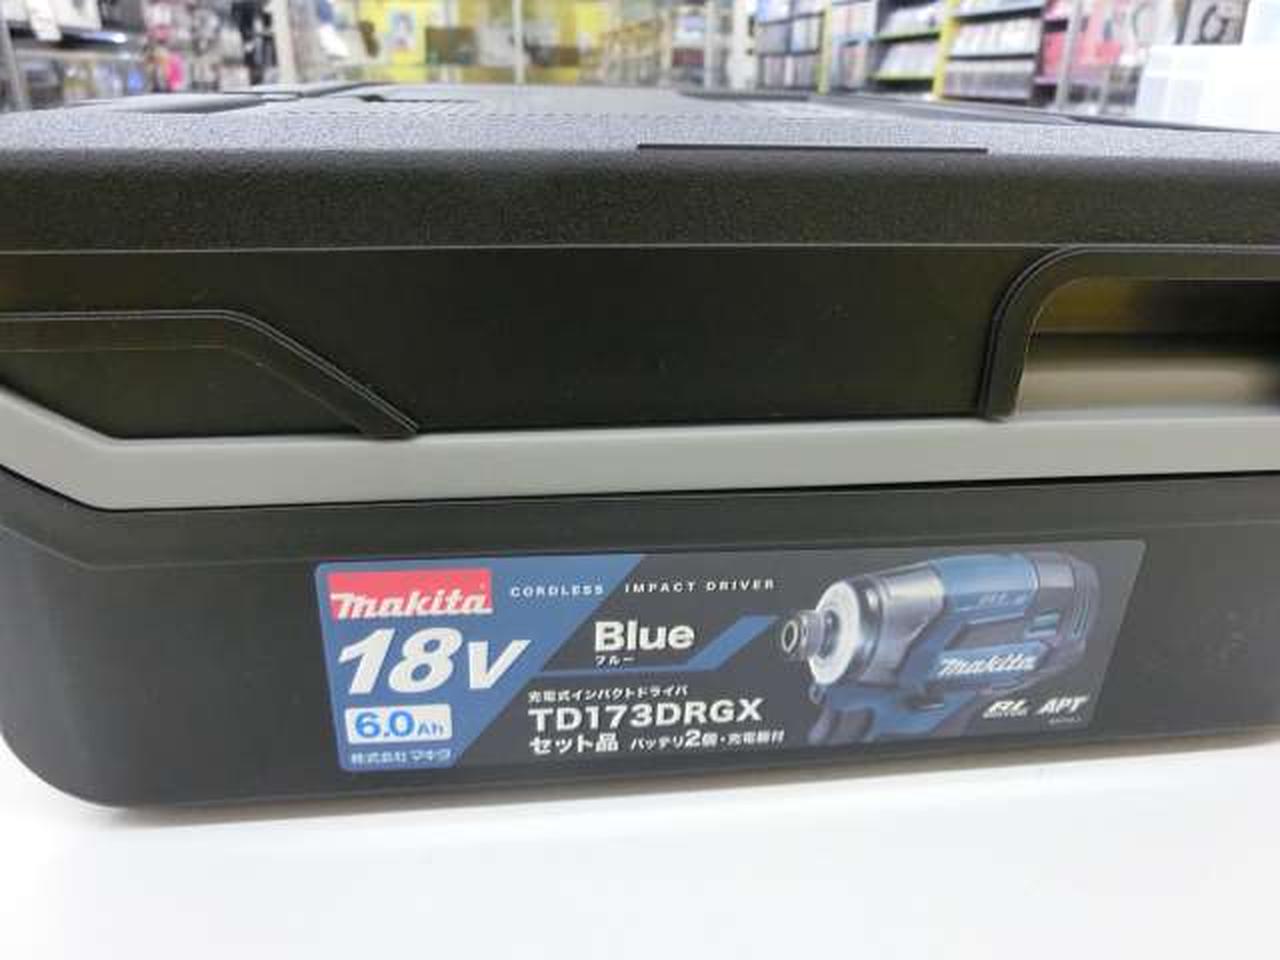 makita
CORDLESS IMPACT DRIVER
18V
Blue
ブルー
6.0Ah
充電式インパクトドライバ
TD173DRGX
セット品 バッテリ2個・充電器付
株式会社マキタ
makita
BL
APT